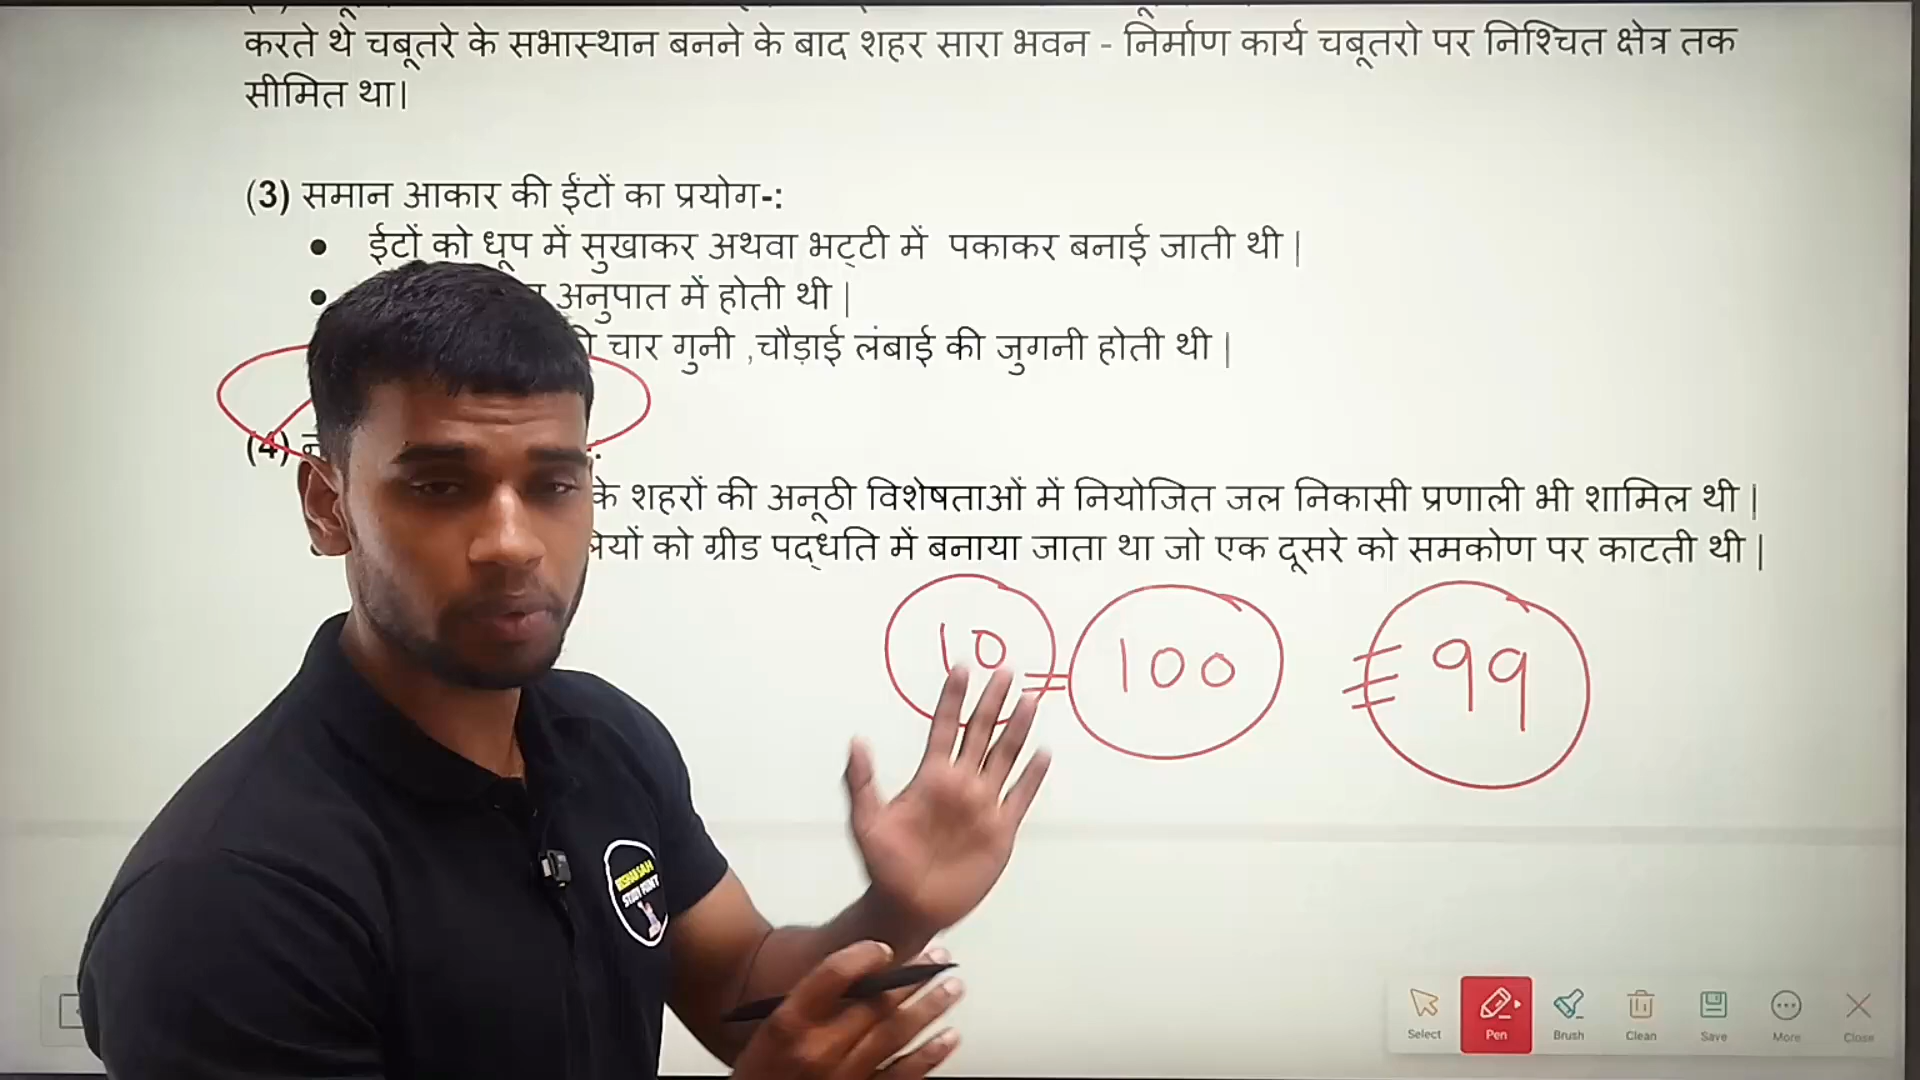 करते थे चबूतरे के सभास्थान बनने के बाद शहर सारा भवन - निर्माण कार्य चबूतरो पर निश्चित क्षेत्र तक
सीमित था|
(3) समान आकार की ईंटों का प्रयोग-:
• ईटों को धूप में सुखाकर अथवा भट्टी में पकाकर बनाई जाती थी |
• अनुपात में होती थी |
चार गुनी ,चौड़ाई लंबाई की जुगनी होती थी |
(4)
के शहरों की अनूठी विशेषताओं में नियोजित जल निकासी प्रणाली भी शामिल थी |
को ग्रीड पद्धति में बनाया जाता था जो एक दूसरे को समकोण पर काटती थी |
10 = 100 99
STUDY POINT
Select Pen Brush Clean Save More Close